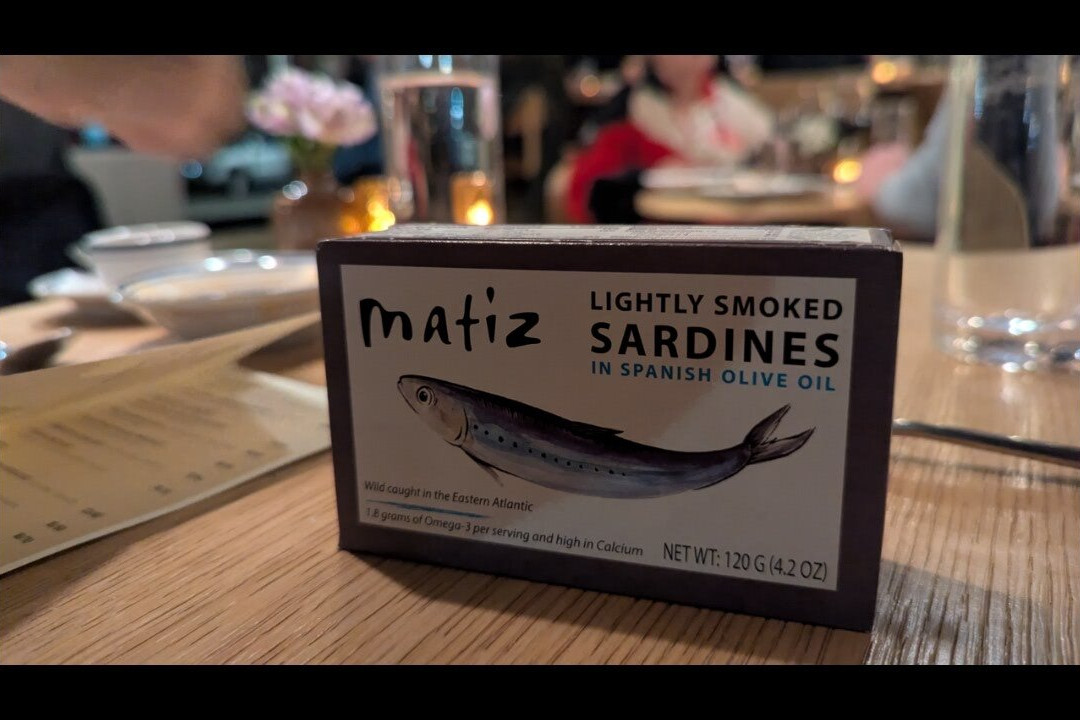 matiz
LIGHTLY SMOKED
SARDINES
IN SPANISH OLIVE OIL
Wild caught in the Eastern Atlantic
1.8 grams of Omega-3 per serving and high in Calcium
NET WT: 120 G (4.2 OZ)